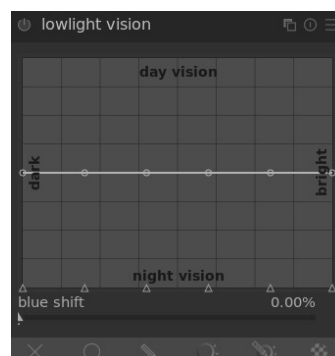 lowlight vision
day vision
dark
bright
night vision
blue shift 0.00%